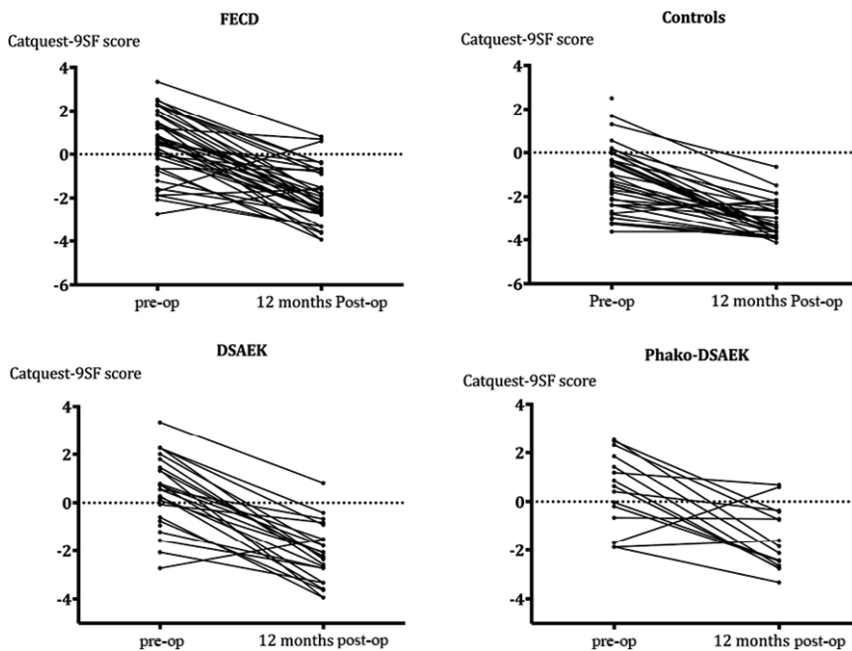 FECD
Catquest-9SF score
4
2
0
-2
-4
-6
pre-op
12 months Post-op
Controls
Catquest-9SF score
4
2
0
-2
-4
-6
Pre-op
12 months Post-op
DSAEK
Catquest-9SF score
4
2
0
-2
-4
pre-op
12 months post-op
Phako-DSAEK
Catquest-9SF score
4
2
0
-2
-4
pre-op
12 months post-op